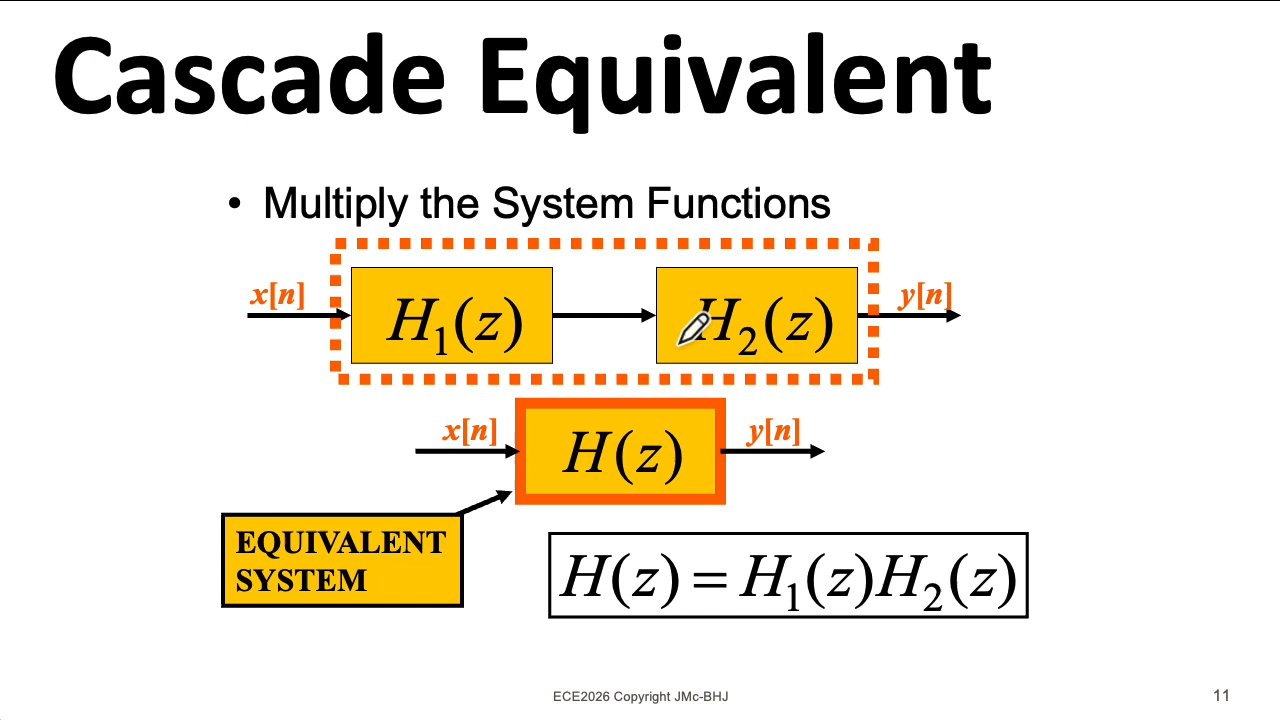 Cascade Equivalent
• Multiply the System Functions
x[n] H₁(z) H₂(z) y[n]
x[n] H(z) y[n]
EQUIVALENT
SYSTEM
H(z) = H₁(z)H₂(z)
ECE2026 Copyright JMc-BHJ
11